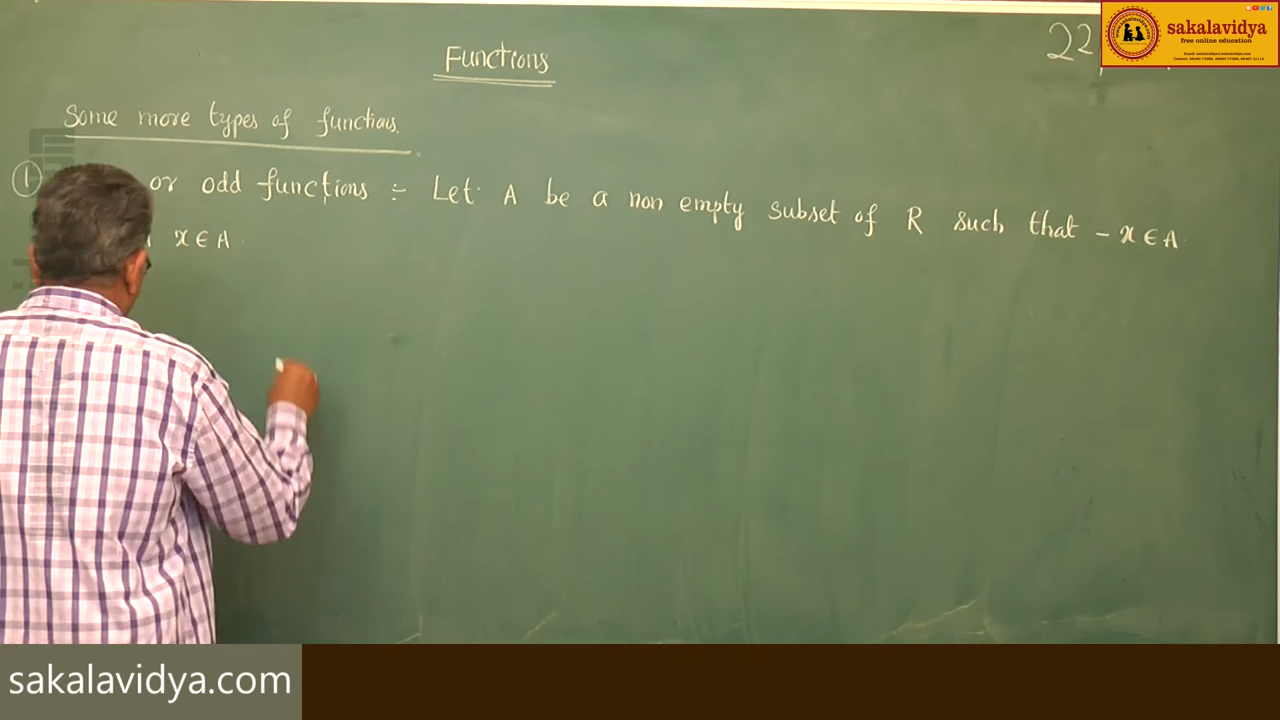 Functions
22
Some more types of functions.
① or odd functions :- Let A be a non empty subset of R such that - x ∈ A
x ∈ A
sakalavidya
free online education
sakalavidya.com